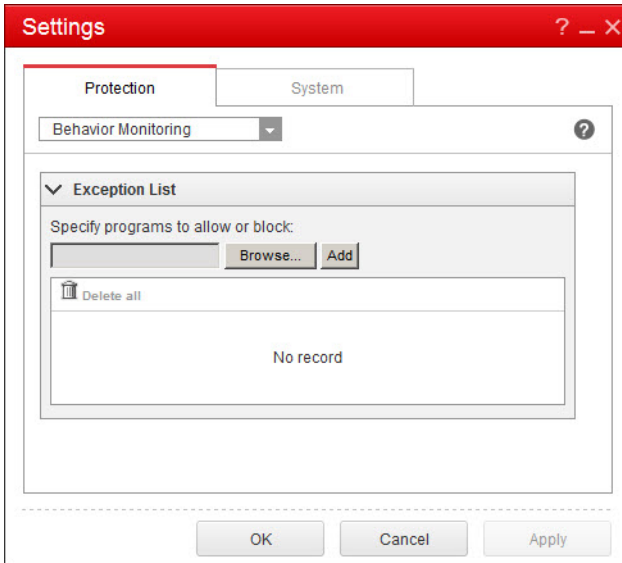 Settings ? – ×
Protection System
Behavior Monitoring ?
Exception List
Specify programs to allow or block:
Browse... Add
Delete all
No record
OK Cancel Apply